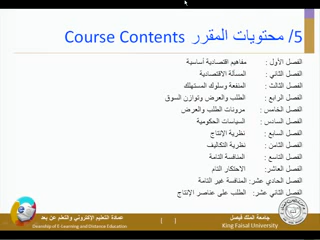 5/ محتويات المقرر Course Contents
الفصل الأول : مفاهيم اقتصادية أساسية
الفصل الثاني : المسألة الاقتصادية
الفصل الثالث : المنفعة وسلوك المستهلك
الفصل الرابع : الطلب والعرض وتوازن السوق
الفصل الخامس : مرونات الطلب والعرض
الفصل السادس : السياسات الحكومية
الفصل السابع : نظرية الإنتاج
الفصل الثامن : نظرية التكاليف
الفصل التاسع : المنافسة التامة
الفصل العاشر : الاحتكار التام
الفصل الحادي عشر: المنافسة غير التامة
الفصل الثاني عشر: الطلب على عناصر الإنتاج
جامعة الملك فيصل
King Faisal University
[ ]
عمادة التعليم الإلكتروني والتعلم عن بعد
Deanship of E-Learning and Distance Education